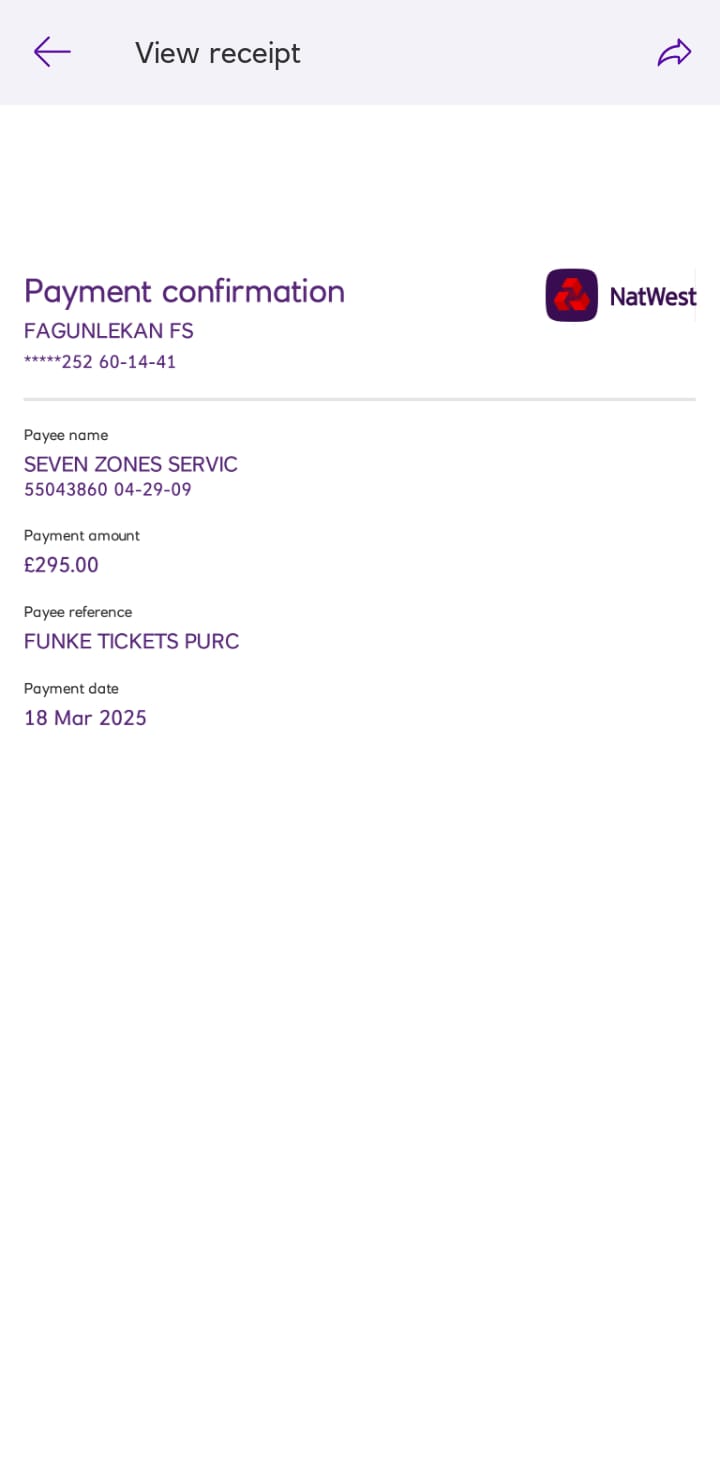 View receipt
Payment confirmation
NatWest
FAGUNLEKAN FS
*****252 60-14-41
Payee name
SEVEN ZONES SERVIC
55043860 04-29-09
Payment amount
£295.00
Payee reference
FUNKE TICKETS PURC
Payment date
18 Mar 2025